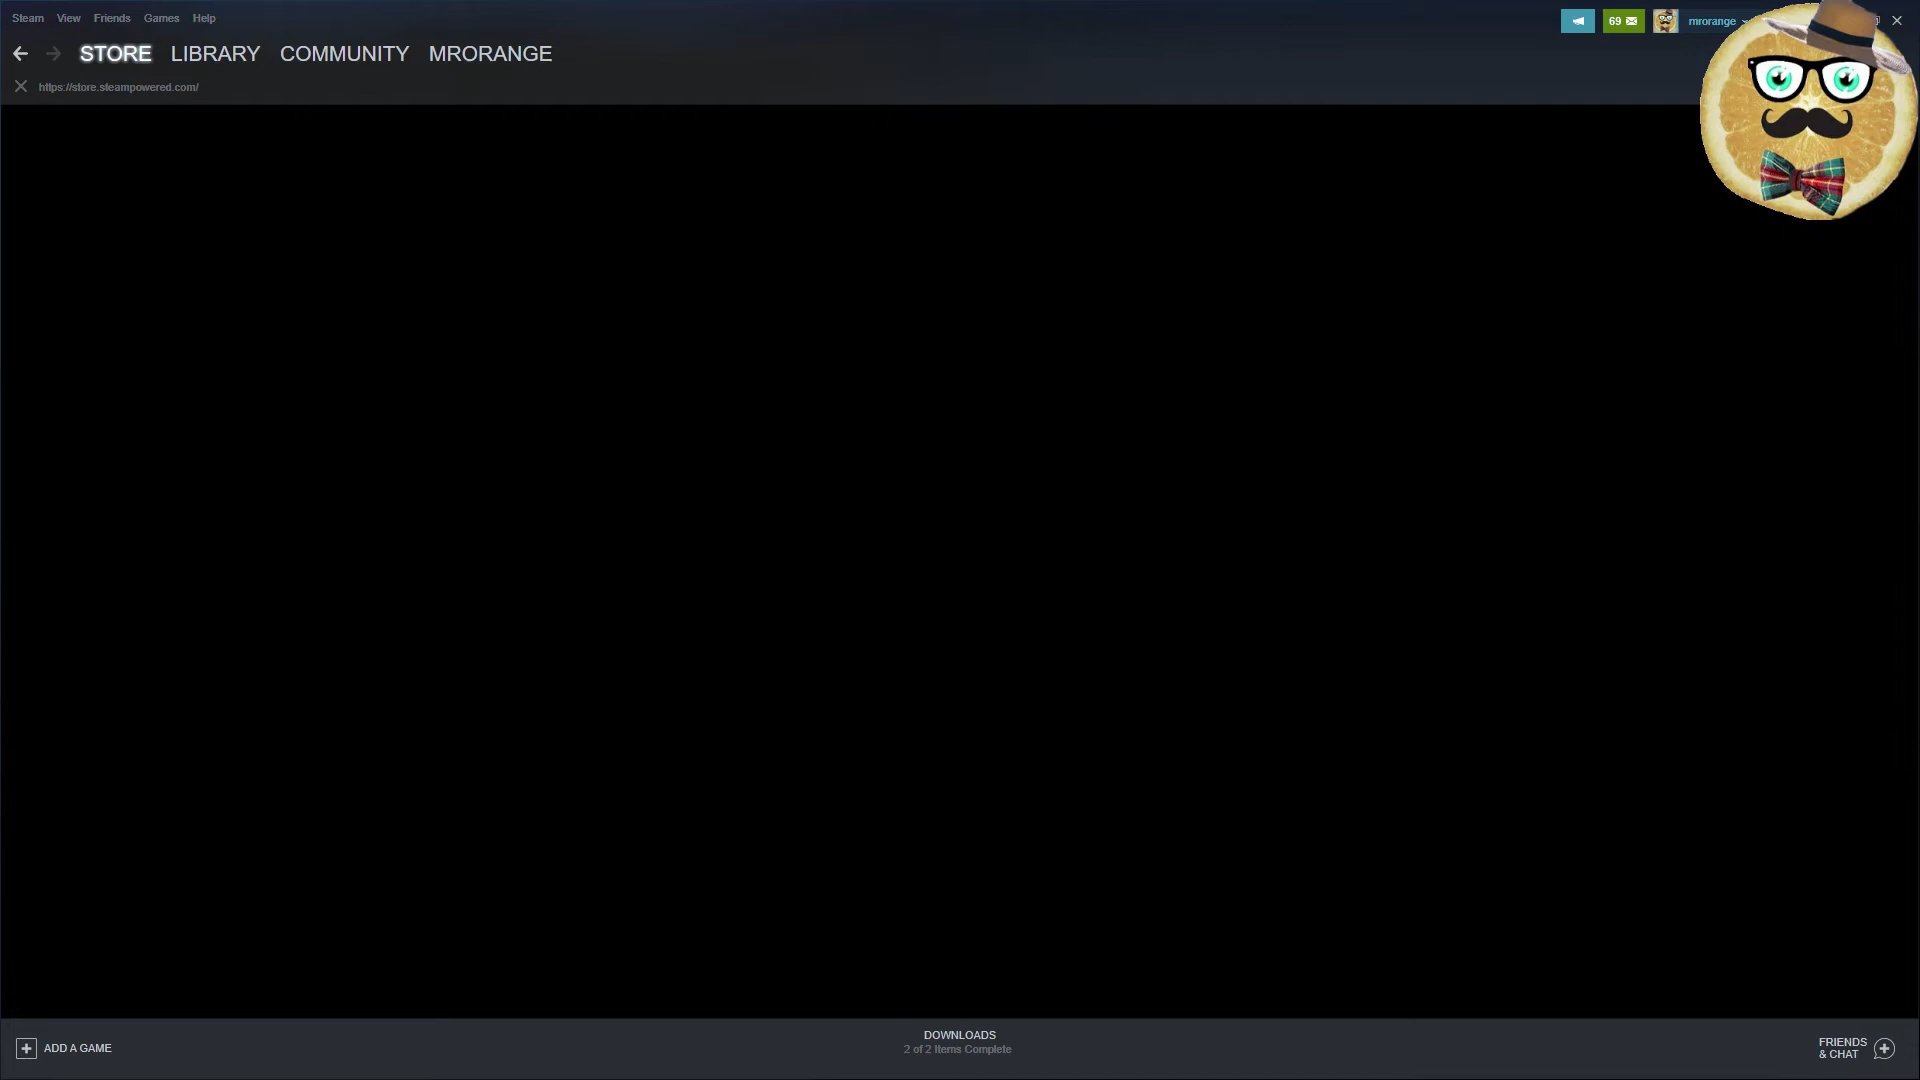 Steam View Friends Games Help
69
mrorange
STORE LIBRARY COMMUNITY MRORANGE
https://store.steampowered.com/
DOWNLOADS
2 of 2 Items Complete
ADD A GAME
FRIENDS
& CHAT